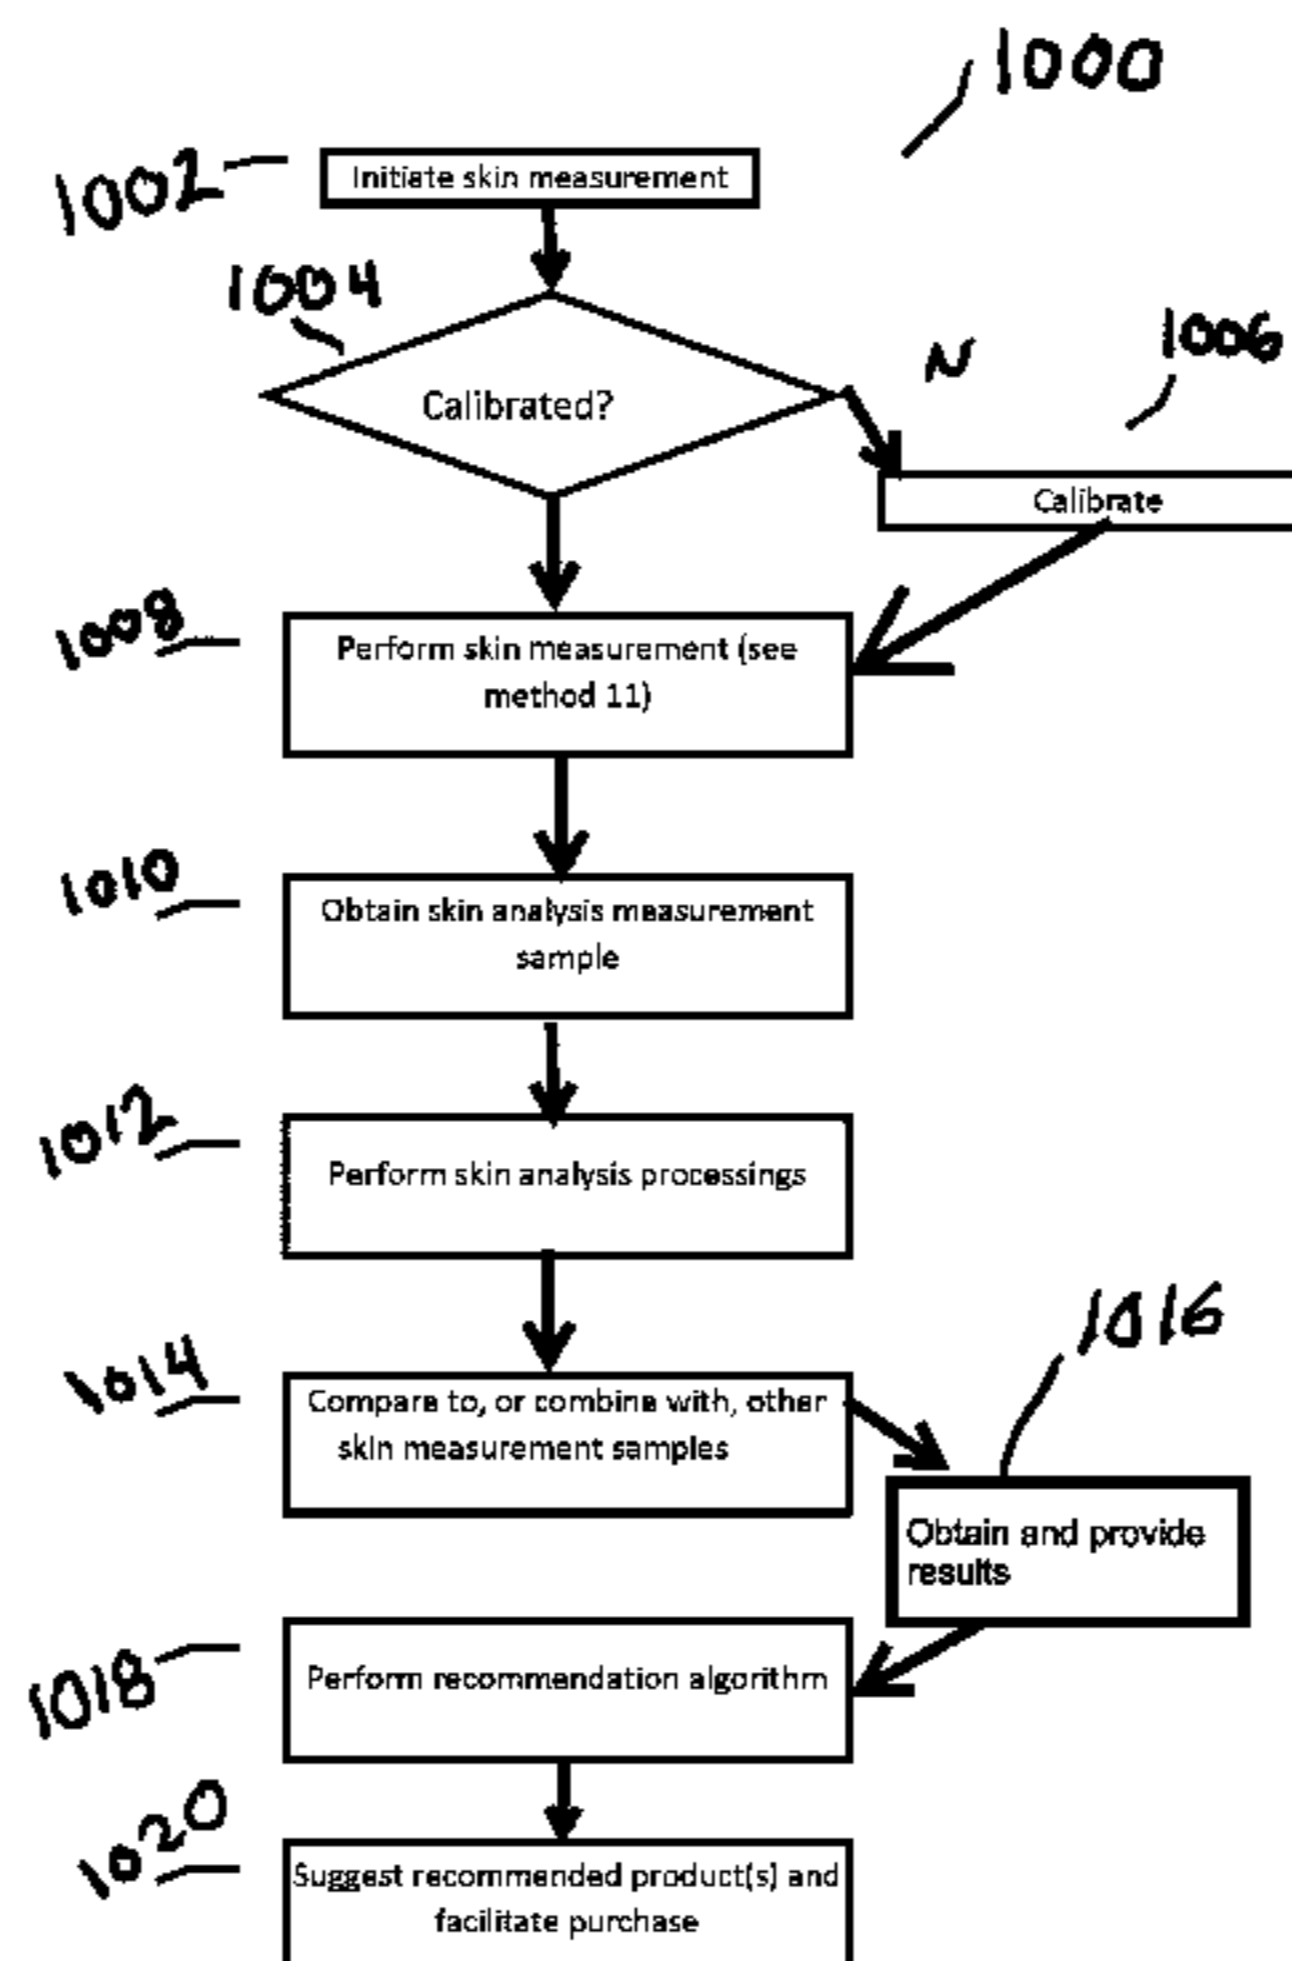 1000
1002
Initiate skin measurement
1004
Calibrated?
N
1006
Calibrate
1008
Perform skin measurement (see
method 11)
1010
Obtain skin analysis measurement
sample
1012
Perform skin analysis processings
1014
Compare to, or combine with, other
skin measurement samples
1016
Obtain and provide
results
1018
Perform recommendation algorithm
1020
Suggest recommended product(s) and
facilitate purchase